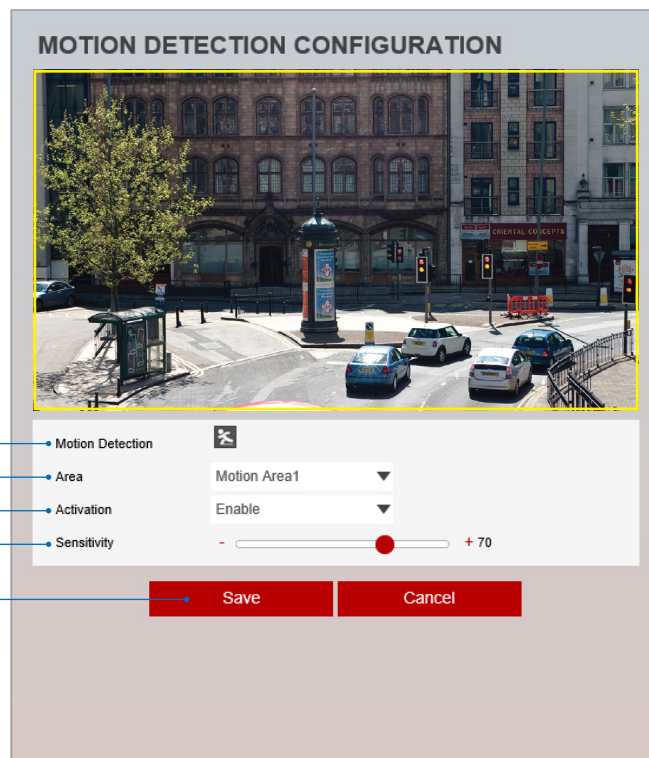 MOTION DETECTION CONFIGURATION
ORIENTAL CONCEPTS
Motion Detection
Area Motion Area1
Activation Enable
Sensitivity - + 70
Save Cancel